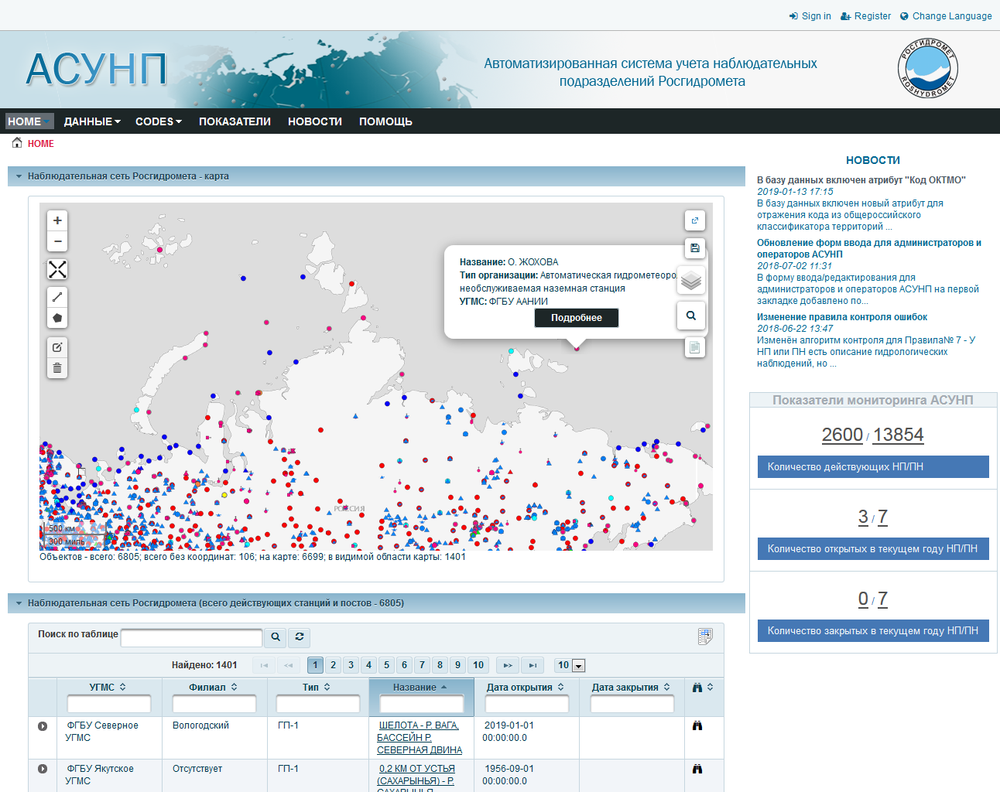 Sign in Register Change Language
АСУНП
Автоматизированная система учета наблюдательных
подразделений Росгидромета
РОСГИДРОМЕТ
ROSHYDROMET
HOME ДАННЫЕ CODES ПОКАЗАТЕЛИ НОВОСТИ ПОМОЩЬ
HOME
Наблюдательная сеть Росгидромета - карта
+
−
Название: О. ЖОХОВА
Тип организации: Автоматическая гидрометеоро
необслуживаемая наземная станция
УГМС: ФГБУ ААНИИ
Подробнее
РОССИЯ
500 км
300 миль
Объектов - всего: 6805; всего без координат: 106; на карте: 6699; в видимой области карты: 1401
Наблюдательная сеть Росгидромета (всего действующих станций и постов - 6805)
Поиск по таблице
Найдено: 1401 1 2 3 4 5 6 7 8 9 10 10
УГМС Филиал Тип Название Дата открытия Дата закрытия
ФГБУ Северное Вологодский ГП-1 ШЕЛОТА - Р. ВАГА, 2019-01-01
УГМС БАССЕЙН Р. 00:00:00.0
СЕВЕРНАЯ ДВИНА
ФГБУ Якутское Отсутствует ГП-1 0,2 КМ ОТ УСТЬЯ 1956-09-01
УГМС (САХАРЫНЬЯ) - Р. 00:00:00.0
САХАРЫНЬЯ
НОВОСТИ
В базу данных включен атрибут "Код ОКТМО"
2019-01-13 17:15
В базу данных включен новый атрибут для
отражения кода из общероссийского
классификатора территорий ...
Обновление форм ввода для администраторов и
операторов АСУНП
2018-07-02 11:31
В форму ввода/редактирования для
администраторов и операторов АСУНП на первой
закладке добавлено по...
Изменение правила контроля ошибок
2018-06-22 13:47
Изменён алгоритм контроля для Правила№ 7 - У
НП или ПН есть описание гидрологических
наблюдений, но ...
Показатели мониторинга АСУНП
2600 / 13854
Количество действующих НП/ПН
3 / 7
Количество открытых в текущем году НП/ПН
0 / 7
Количество закрытых в текущем году НП/ПН